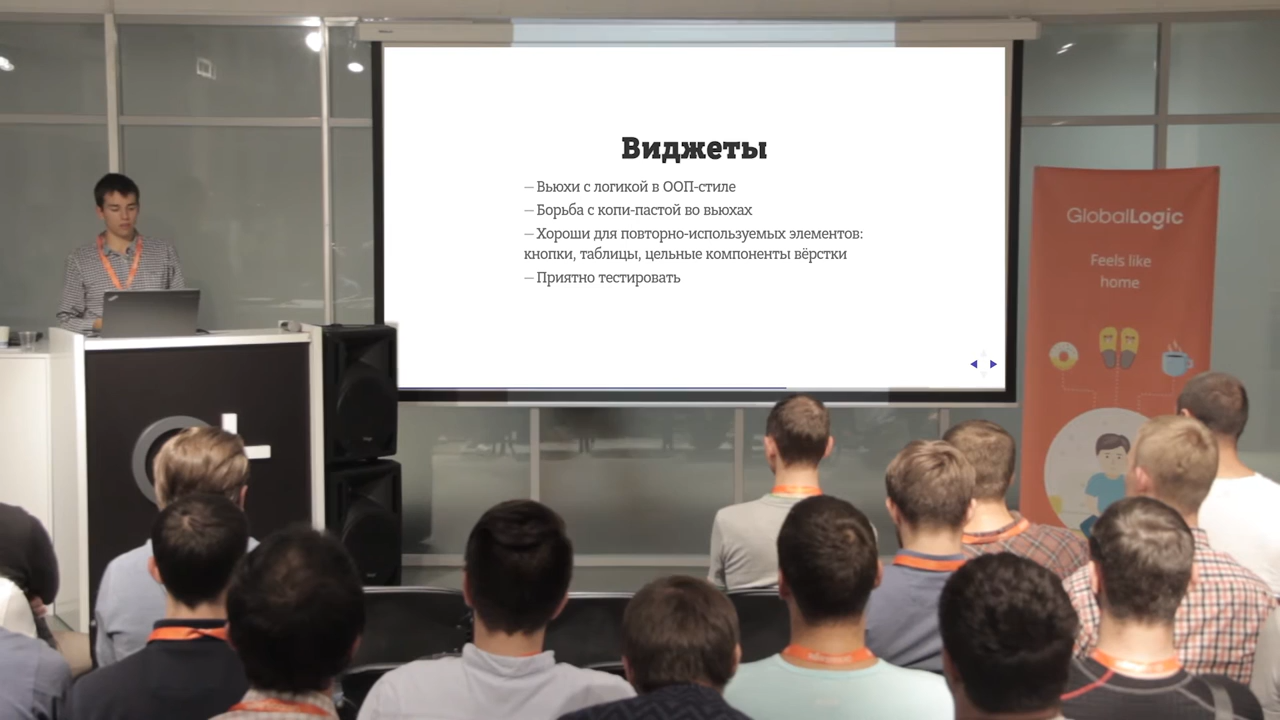 Виджеты
— Вьюхи с логикой в ООП-стиле
— Борьба с копи-пастой во вьюхах
— Хороши для повторно-используемых элементов:
кнопки, таблицы, цельные компоненты вёрстки
— Приятно тестировать
GlobalLogic
Feels like
home